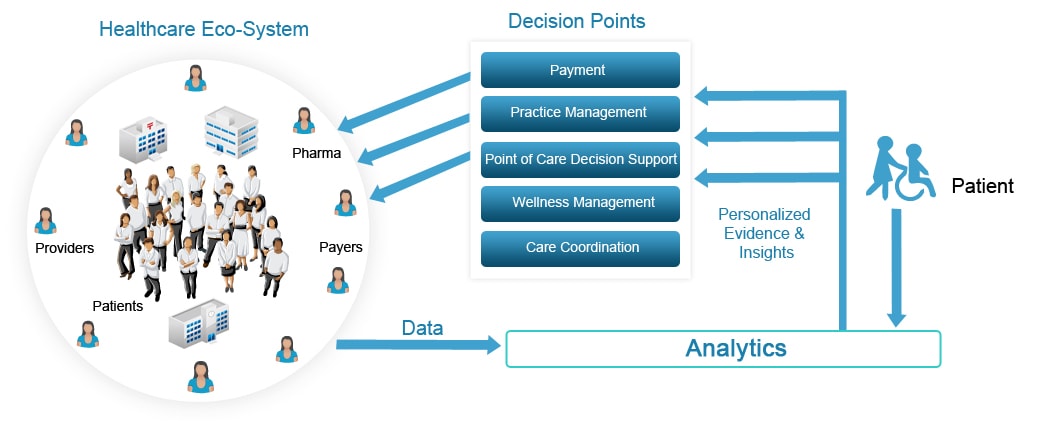 Healthcare Eco-System
Decision Points
Payment
Practice Management
Point of Care Decision Support
Wellness Management
Care Coordination
Pharma
Providers
Payers
Patients
Personalized
Evidence &
Insights
Patient
Data
Analytics